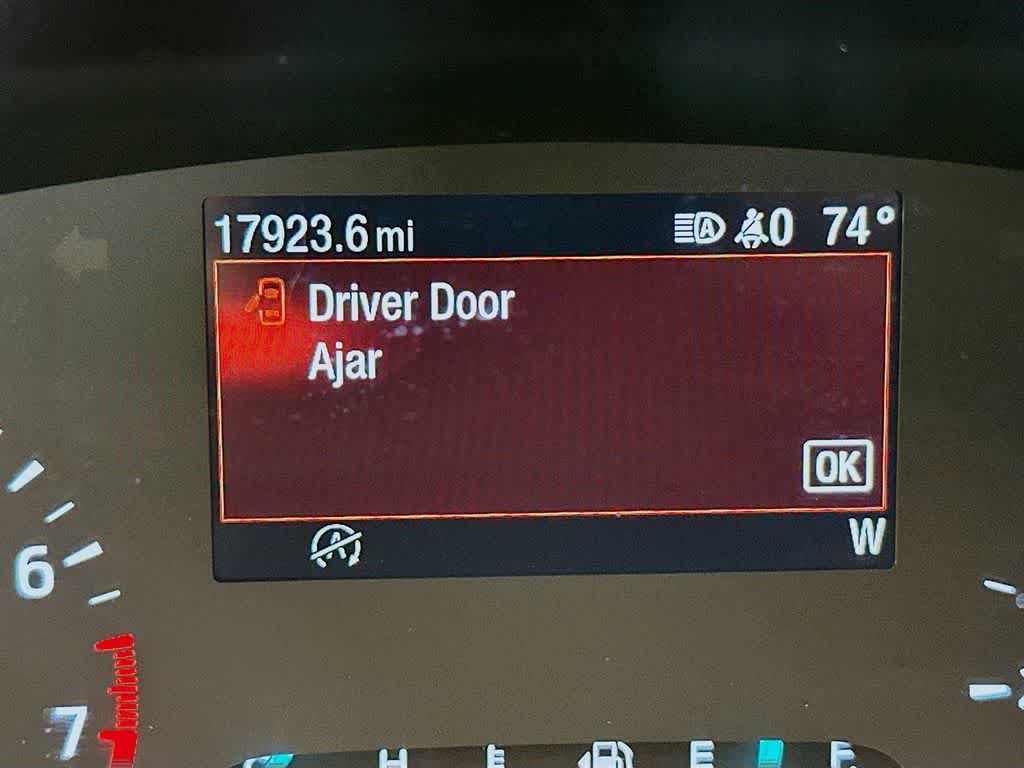 17923.6 mi A 0 74°
Driver Door
Ajar
OK
A W
6
7
H E E F